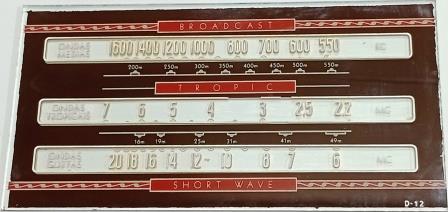 BROADCAST
ONDAS MEDIAS 1600 1400 1200 1000 800 700 600 550 KC
200m 250m 300m 350m 400m 450m 500m 550m
TROPIC
ONDAS TROPICALES 7 6 5 4 3 2.5 2.2 MC
16m 19m 25m 31m 41m 49m
ONDAS CORTAS 20 18 16 14 12 10 8 7 6 MC
SHORT WAVE
D-12